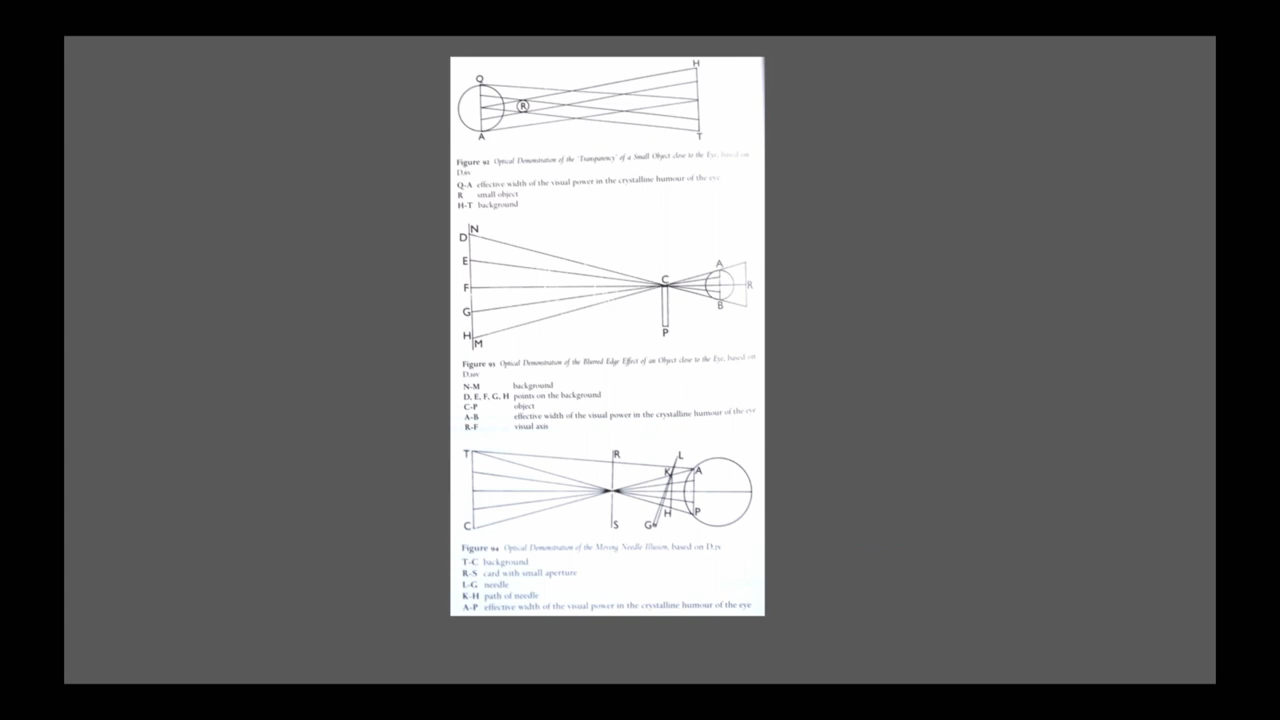 Q
H
R
A
T
Figure 92 Optical Demonstration of the 'Transparency' of a Small Object close to the Eye, based on
D.6v
Q-A effective width of the visual power in the crystalline humour of the eye
R small object
H-T background
N
D
E
A
C
F
R
G
B
H
P
M
Figure 93 Optical Demonstration of the Blurred Edge Effect of an Object close to the Eye, based on
D.10v
N-M background
D, E, F, G, H points on the background
C-P object
A-B effective width of the visual power in the crystalline humour of the eye
R-F visual axis
T
R
L
K
A
H
P
C
S
G
Figure 94 Optical Demonstration of the Moving Needle Illusion, based on D.2v
T-C background
R-S card with small aperture
L-G needle
K-H path of needle
A-P effective width of the visual power in the crystalline humour of the eye